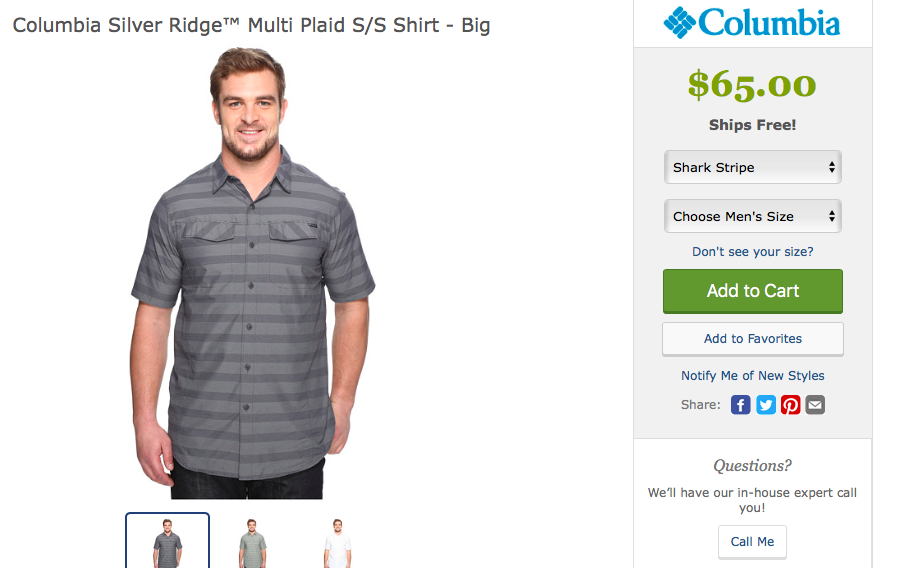 Columbia Silver Ridge™ Multi Plaid S/S Shirt - Big
Columbia
$65.00
Ships Free!
Shark Stripe
Choose Men's Size
Don't see your size?
Add to Cart
Add to Favorites
Notify Me of New Styles
Share:
Questions?
We’ll have our in-house expert call
you!
Call Me